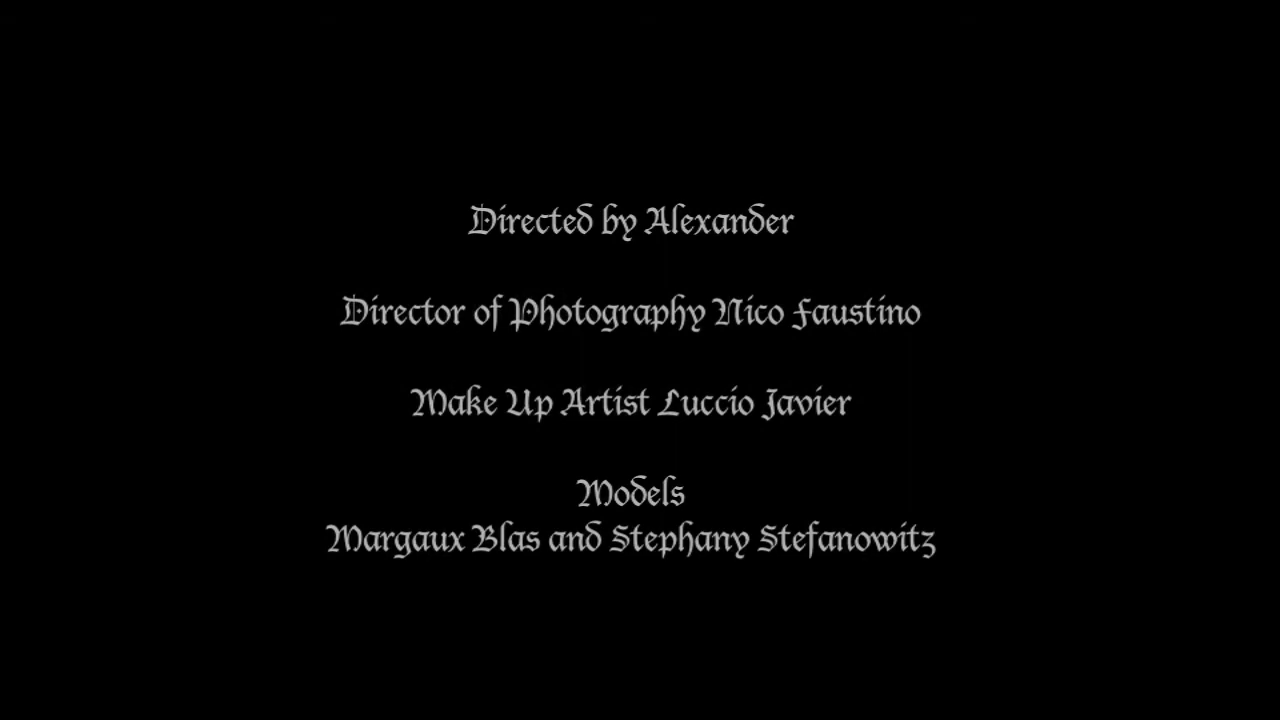 Directed by Alexander
Director of Photography Nico Faustino
Make Up Artist Luccio Javier
Models
Margaux Blas and Stephany Stefanowitz